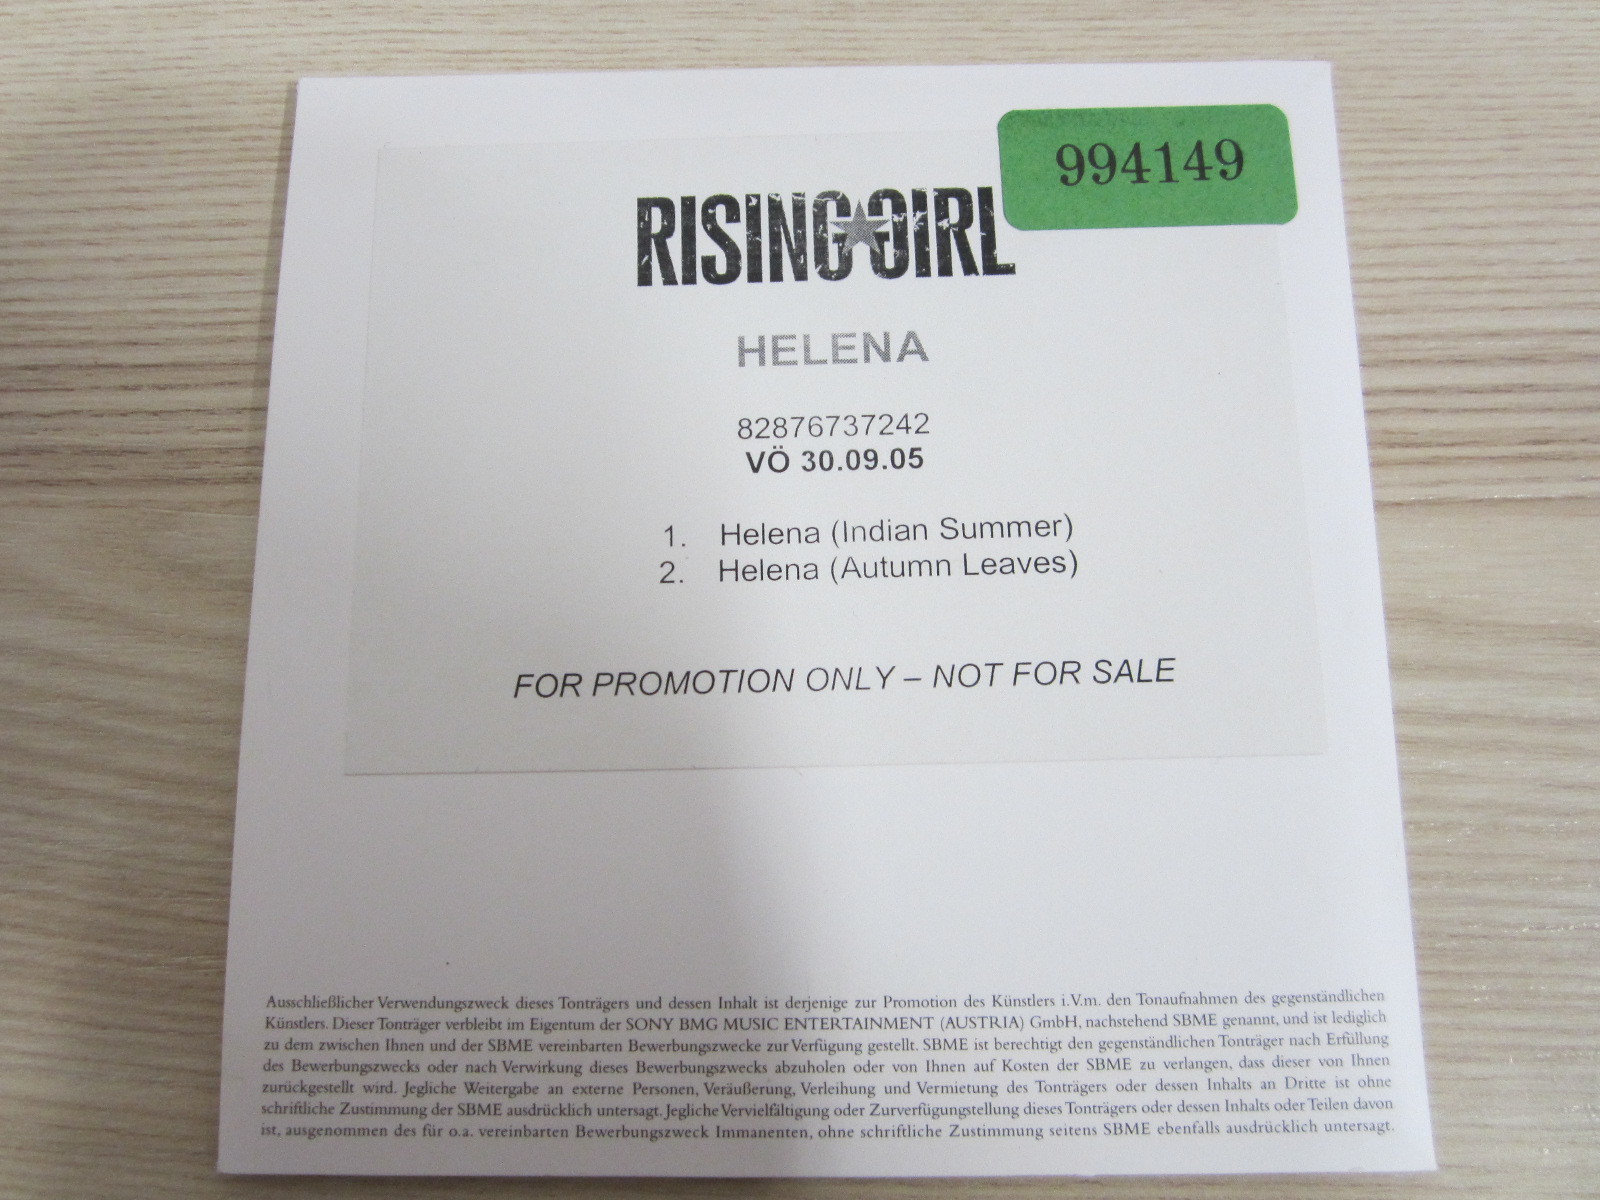 994149
RISING★GIRL
HELENA
82876737242
VÖ 30.09.05
1. Helena (Indian Summer)
2. Helena (Autumn Leaves)
FOR PROMOTION ONLY – NOT FOR SALE
Ausschließlicher Verwendungszweck dieses Tonträgers und dessen Inhalt ist derjenige zur Promotion des Künstlers i.V.m. den Tonaufnahmen des gegenständlichen
Künstlers. Dieser Tonträger verbleibt im Eigentum der SONY BMG MUSIC ENTERTAINMENT (AUSTRIA) GmbH, nachstehend SBME genannt, und ist lediglich
zu dem zwischen Ihnen und der SBME vereinbarten Bewerbungszwecke zur Verfügung gestellt. SBME ist berechtigt den gegenständlichen Tonträger nach Erfüllung
des Bewerbungszwecks oder nach Verwirkung dieses Bewerbungszwecks abzuholen oder von Ihnen auf Kosten der SBME zu verlangen, dass dieser von Ihnen
zurückgestellt wird. Jegliche Weitergabe an externe Personen, Veräußerung, Verleihung und Vermietung des Tonträgers oder dessen Inhalts an Dritte ist ohne
schriftliche Zustimmung der SBME ausdrücklich untersagt. Jegliche Vervielfältigung oder Zurverfügungstellung dieses Tonträgers oder dessen Inhalts oder Teilen davon
ist, ausgenommen des für o.a. vereinbarten Bewerbungszweck Immanenten, ohne schriftliche Zustimmung seitens SBME ebenfalls ausdrücklich untersagt.